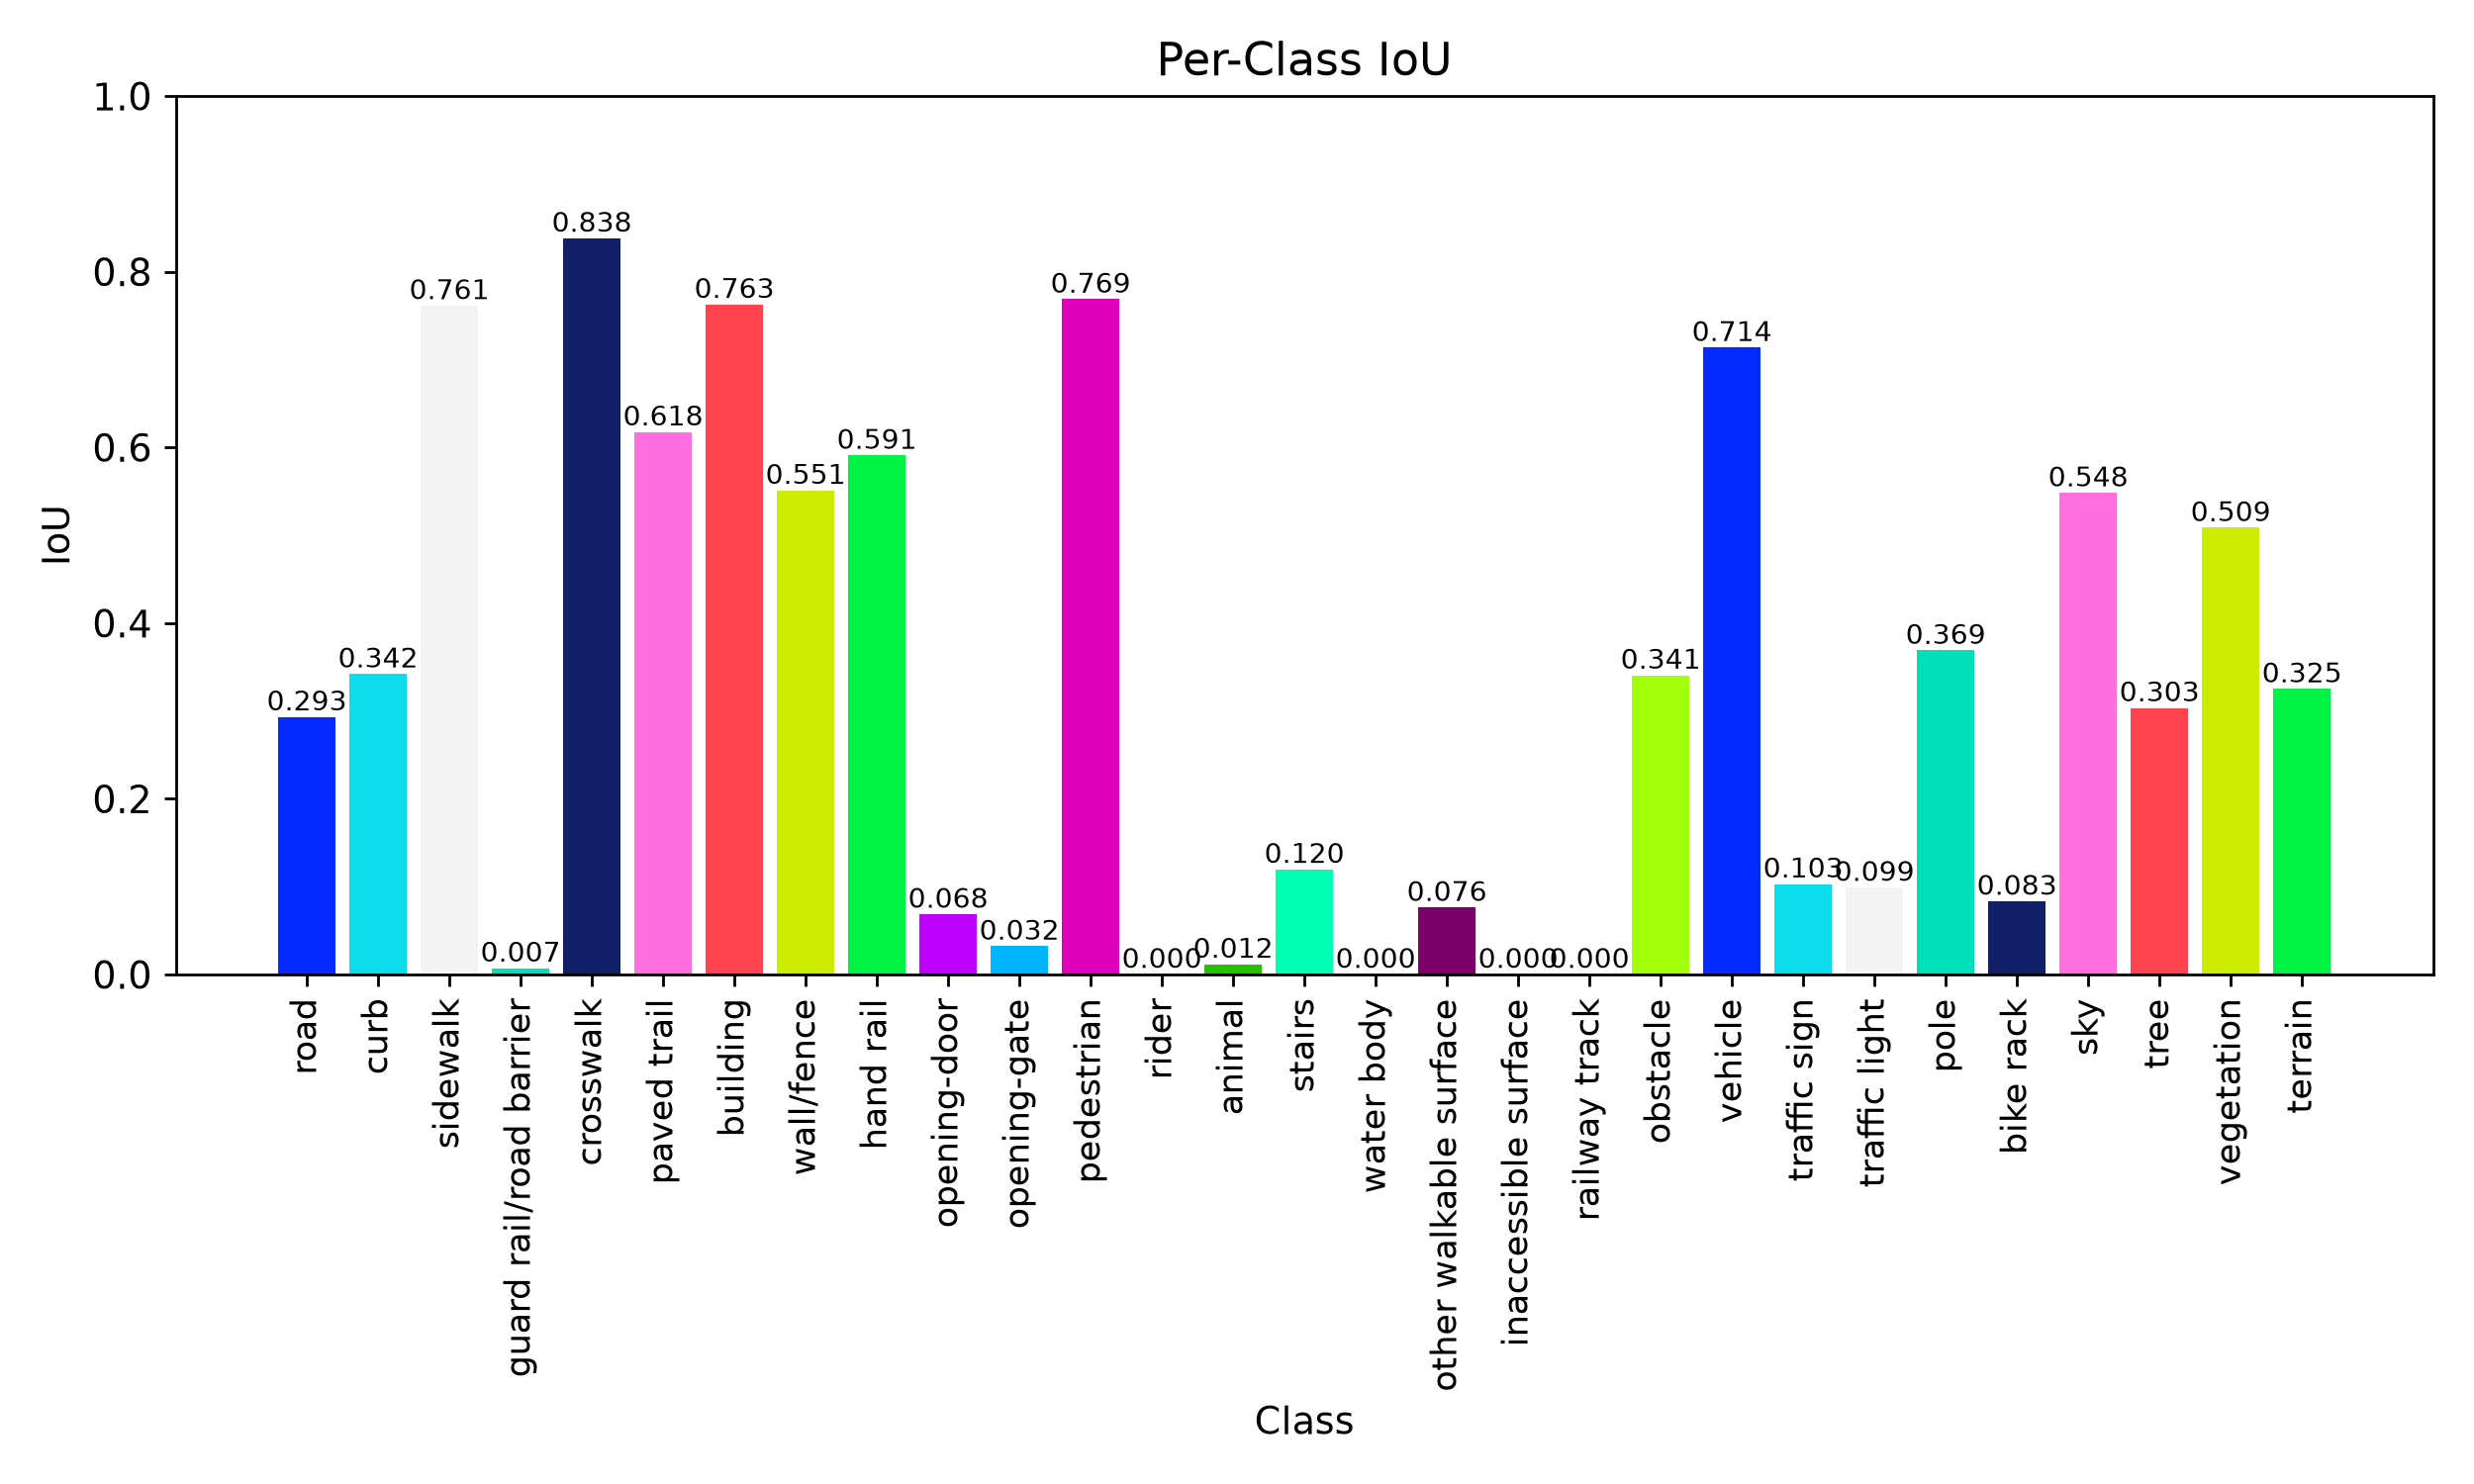 Per-Class IoU
1.0
0.8
0.6
0.4
0.2
0.0
IoU
0.293
0.342
0.761
0.007
0.838
0.618
0.763
0.551
0.591
0.068
0.032
0.769
0.000
0.012
0.120
0.000
0.076
0.000
0.000
0.341
0.714
0.103
0.099
0.369
0.083
0.548
0.303
0.509
0.325
road
curb
sidewalk
guard rail/road barrier
crosswalk
paved trail
building
wall/fence
hand rail
opening-door
opening-gate
pedestrian
rider
animal
stairs
water body
other walkable surface
inaccessible surface
railway track
obstacle
vehicle
traffic sign
traffic light
pole
bike rack
sky
tree
vegetation
terrain
Class